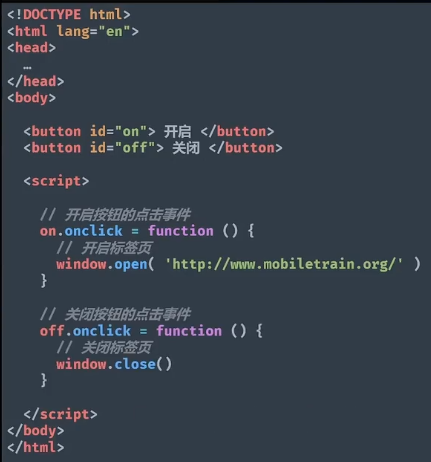 <!DOCTYPE html>
<html lang="en">
<head>
  …
</head>
<body>

  <button id="on"> 开启 </button>
  <button id="off"> 关闭 </button>

  <script>

    // 开启按钮的点击事件
    on.onclick = function () {
      // 开启标签页
      window.open( 'http://www.mobiletrain.org/' )
    }

    // 关闭按钮的点击事件
    off.onclick = function () {
      // 关闭标签页
      window.close()
    }

  </script>
</body>
</html>